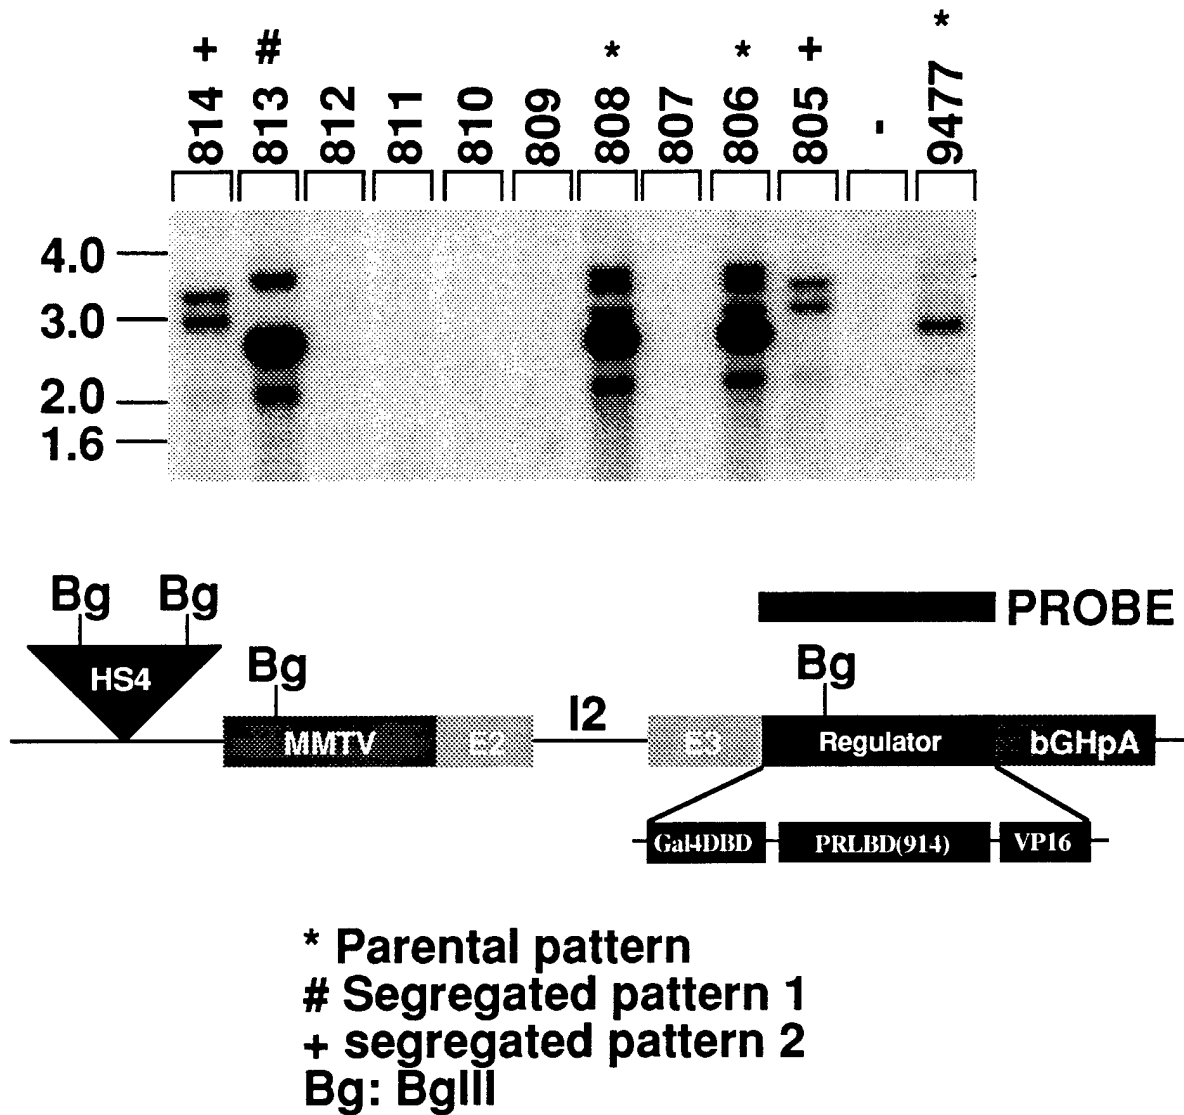 + # * * + *
814 813 812 811 810 809 808 807 806 805 - 9477
4.0
3.0
2.0
1.6
Bg Bg
HS4
Bg
MMTV
E2
I2
E3
PROBE
Bg
Regulator
bGHpA
Gal4DBD
PRLBD(914)
VP16
* Parental pattern
# Segregated pattern 1
+ segregated pattern 2
Bg: BglII